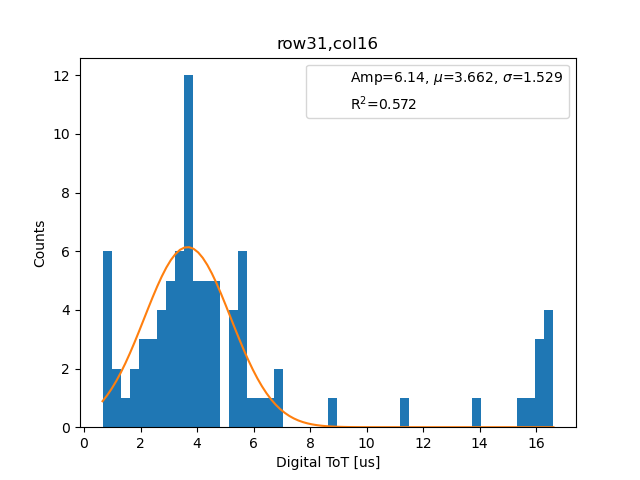 row31,col16
Amp=6.14, μ=3.662, σ=1.529
R²=0.572
Counts
12
10
8
6
4
2
0
0 2 4 6 8 10 12 14 16
Digital ToT [us]